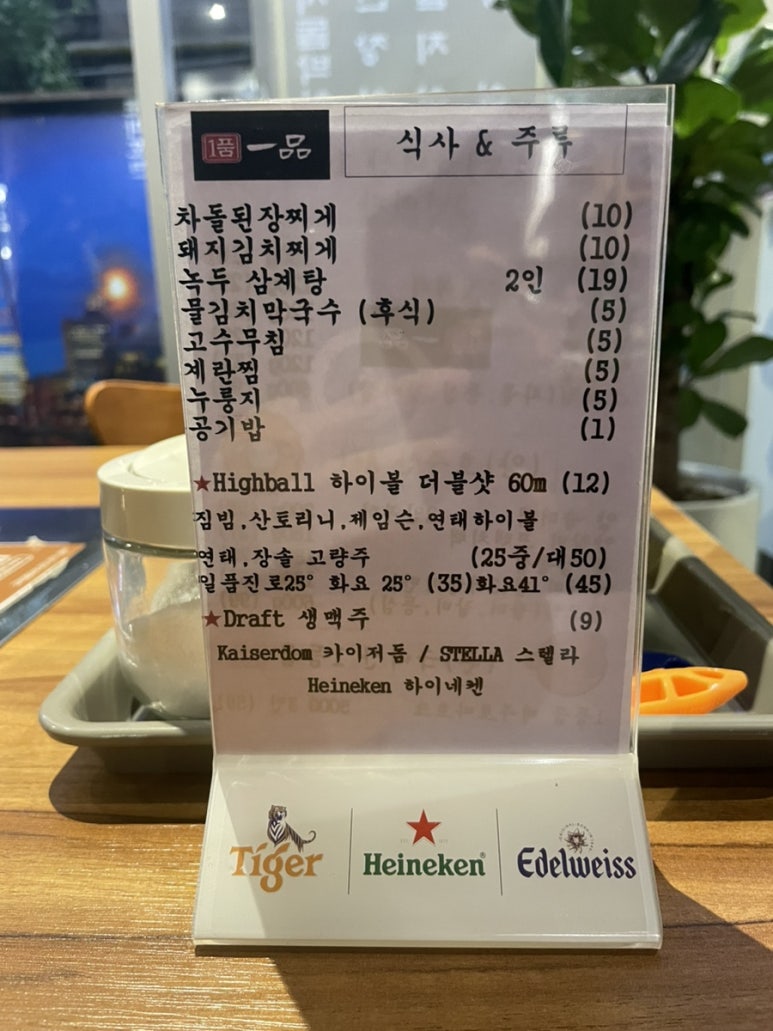 1품 一品
식사 & 주류
차돌된장찌게 (10)
돼지김치찌게 (10)
녹두 삼계탕 2인 (19)
물김치막국수 (후식) (5)
고수무침 (5)
계란찜 (5)
누룽지 (5)
공기밥 (1)
★Highball 하이볼 더블샷 60m (12)
짐빔,산토리니,제임슨,연태하이볼
연태,장솔 고량주 (25중/대50)
일품진로25° 화요 25° (35)화요41° (45)
★Draft 생맥주 (9)
Kaiserdom 카이저돔 / STELLA 스텔라
Heineken 하이네켄
Tiger Heineken Edelweiss